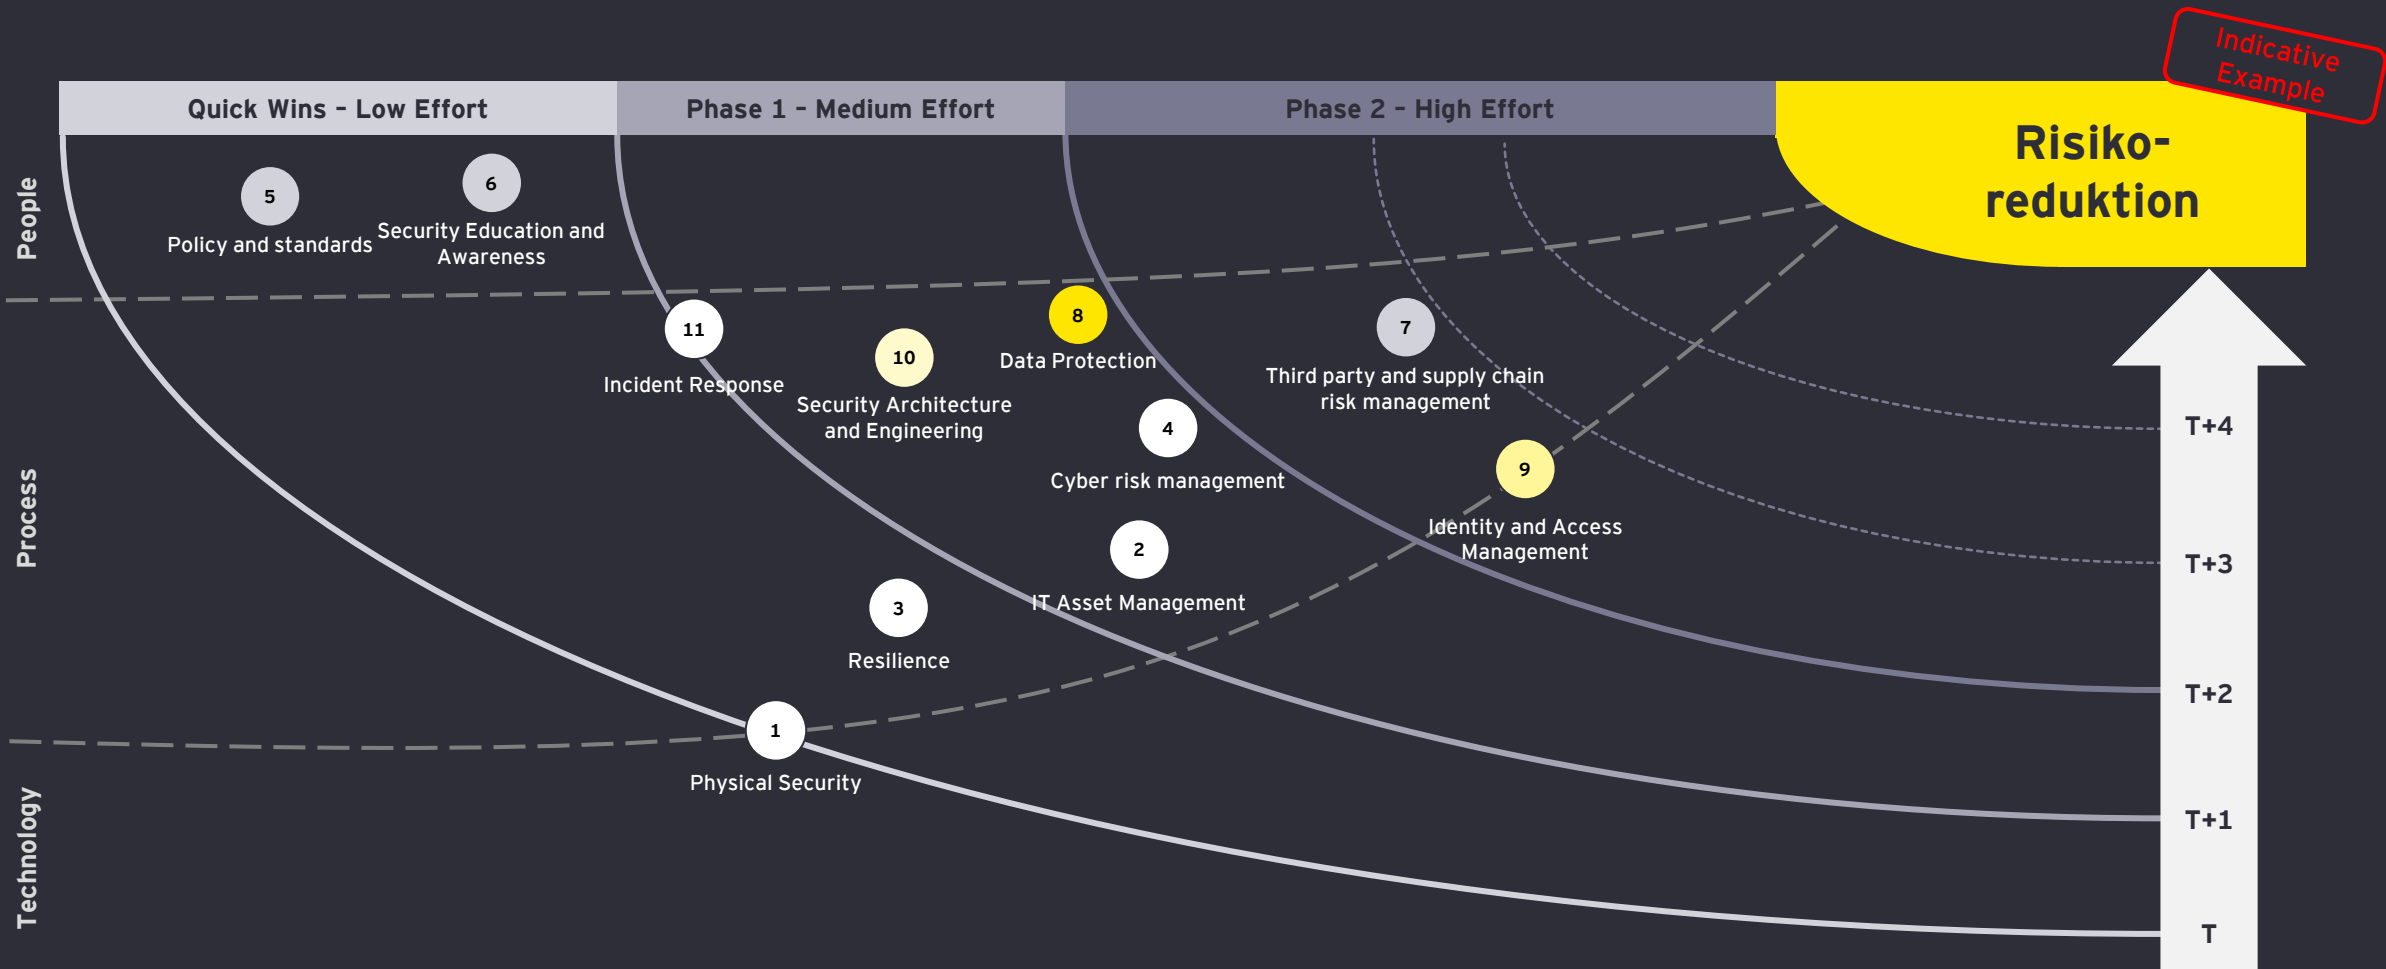 Indicative
Example
Quick Wins – Low Effort
Phase 1 – Medium Effort
Phase 2 – High Effort
Risiko-
reduktion
People
5
Policy and standards
6
Security Education and
Awareness
Process
11
Incident Response
10
Security Architecture
and Engineering
8
Data Protection
7
Third party and supply chain
risk management
4
Cyber risk management
9
Identity and Access
Management
2
IT Asset Management
3
Resilience
1
Physical Security
Technology
T+4
T+3
T+2
T+1
T